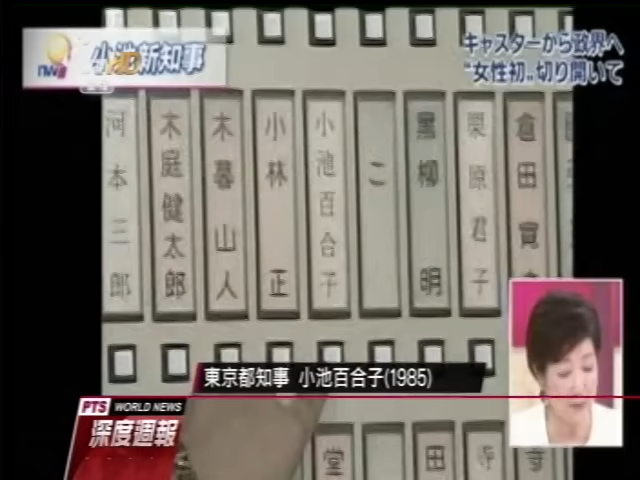 小池新知事
キャスターから政界へ
“女性初„切り開いて
河本三郎
木庭健太郎
木暮山人
小林 正
小池百合子
こ
黒柳 明
栗原君子
倉田寛
東京都知事 小池百合子(1985)
PTS WORLD NEWS
深度週報
堂
田
寺